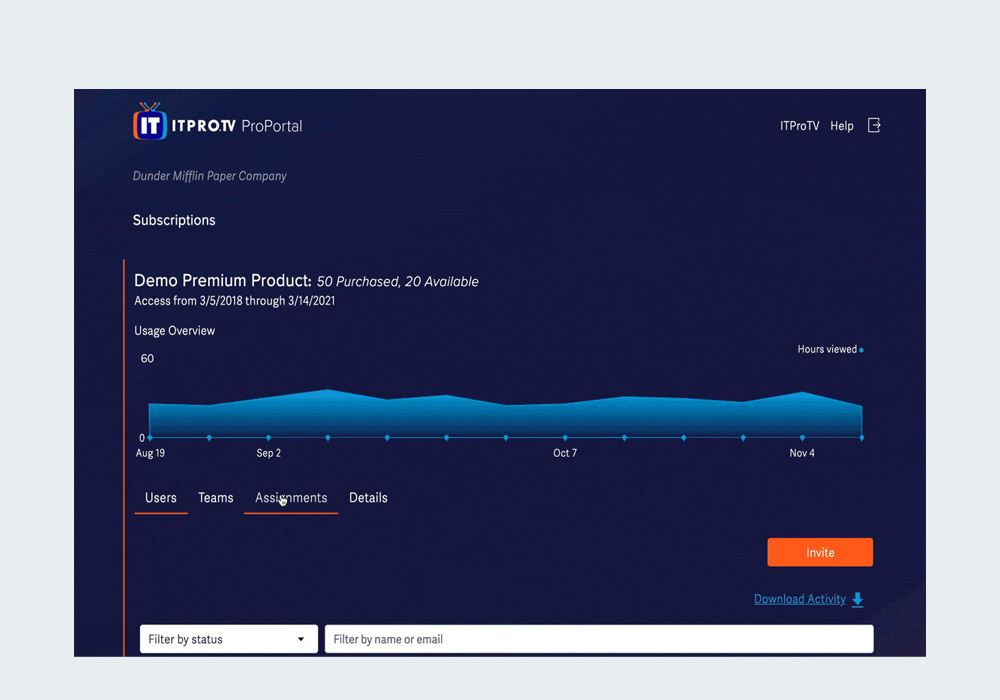 IT ITPRO.TV ProPortal
ITProTV Help
Dunder Mifflin Paper Company
Subscriptions
Demo Premium Product: 50 Purchased, 20 Available
Access from 3/5/2018 through 3/14/2021
Usage Overview
Hours viewed
60
0
Aug 19 Sep 2 Oct 7 Nov 4
Users Teams Assignments Details
Invite
Download Activity
Filter by status Filter by name or email